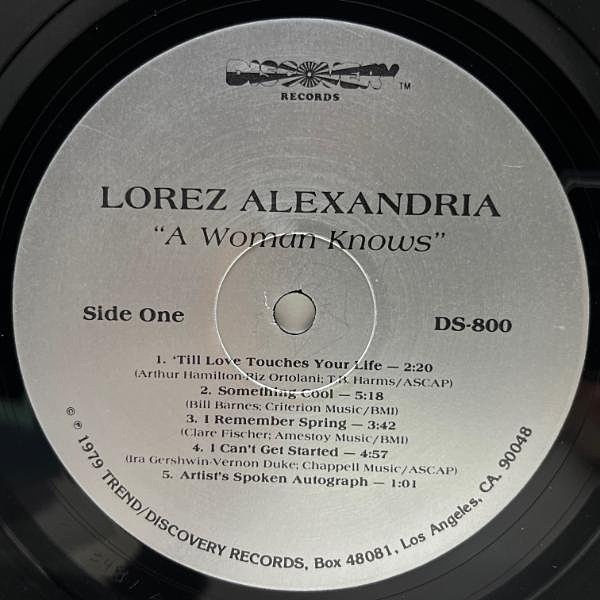 DISCOVERY TM
RECORDS
LOREZ ALEXANDRIA
"A Woman Knows"
Side One
DS-800
1. 'Till Love Touches Your Life — 2:20
(Arthur Hamilton-Riz Ortolani; T.B. Harms/ASCAP)
2. Something Cool — 5:18
(Bill Barnes; Criterion Music/BMI)
3. I Remember Spring — 3:42
(Clare Fischer; Amestoy Music/BMI)
4. I Can't Get Started — 4:57
(Ira Gershwin-Vernon Duke; Chappell Music/ASCAP)
5. Artist's Spoken Autograph — 1:01
© ℗ 1979 TREND/DISCOVERY RECORDS, Box 48081, Los Angeles, CA. 90048